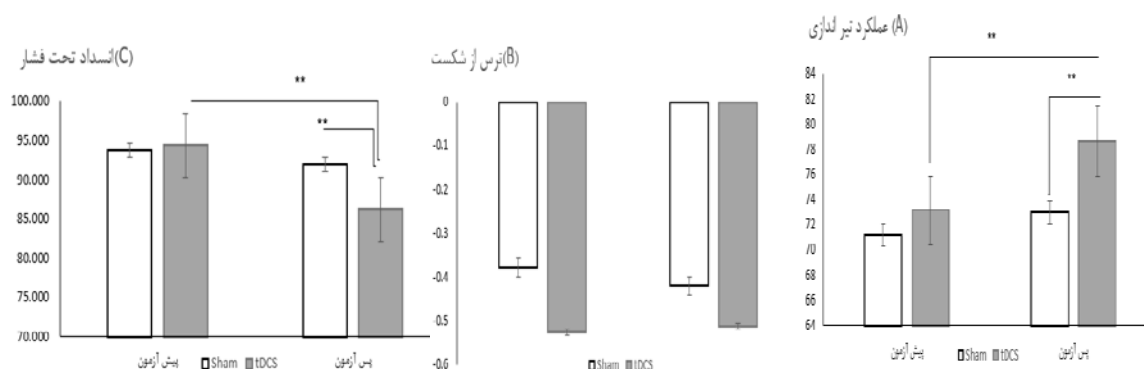 (C)انسداد تحت فشار
**
**
100.000
95.000
90.000
85.000
80.000
75.000
70.000
پیش آزمون
پس آزمون
Sham tDCS
(B)ترس از شکست
0
-0.1
-0.2
-0.3
-0.4
-0.5
-0.6
Sham tDCS
(A) عملکرد تیر اندازی
**
**
84
82
80
78
76
74
72
70
68
66
64
پیش آزمون
پس آزمون
Sham tDCS